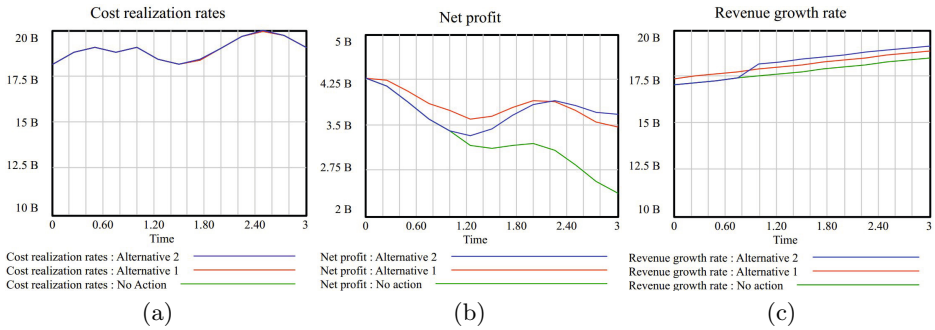 Cost realization rates
20 B
17.5 B
15 B
12.5 B
10 B
0 0.60 1.20 1.80 2.40 3
Time
Cost realization rates : Alternative 2
Cost realization rates : Alternative 1
Cost realization rates : No Action
(a)
Net profit
5 B
4.25 B
3.5 B
2.75 B
2 B
0 0.60 1.20 1.80 2.40 3
Time
Net profit : Alternative 2
Net profit : Alternative 1
Net profit : No action
(b)
Revenue growth rate
20 B
17.5 B
15 B
12.5 B
10 B
0 0.60 1.20 1.80 2.40 3
Time
Revenue growth rate : Alternative 2
Revenue growth rate : Alternative 1
Revenue growth rate : No action
(c)